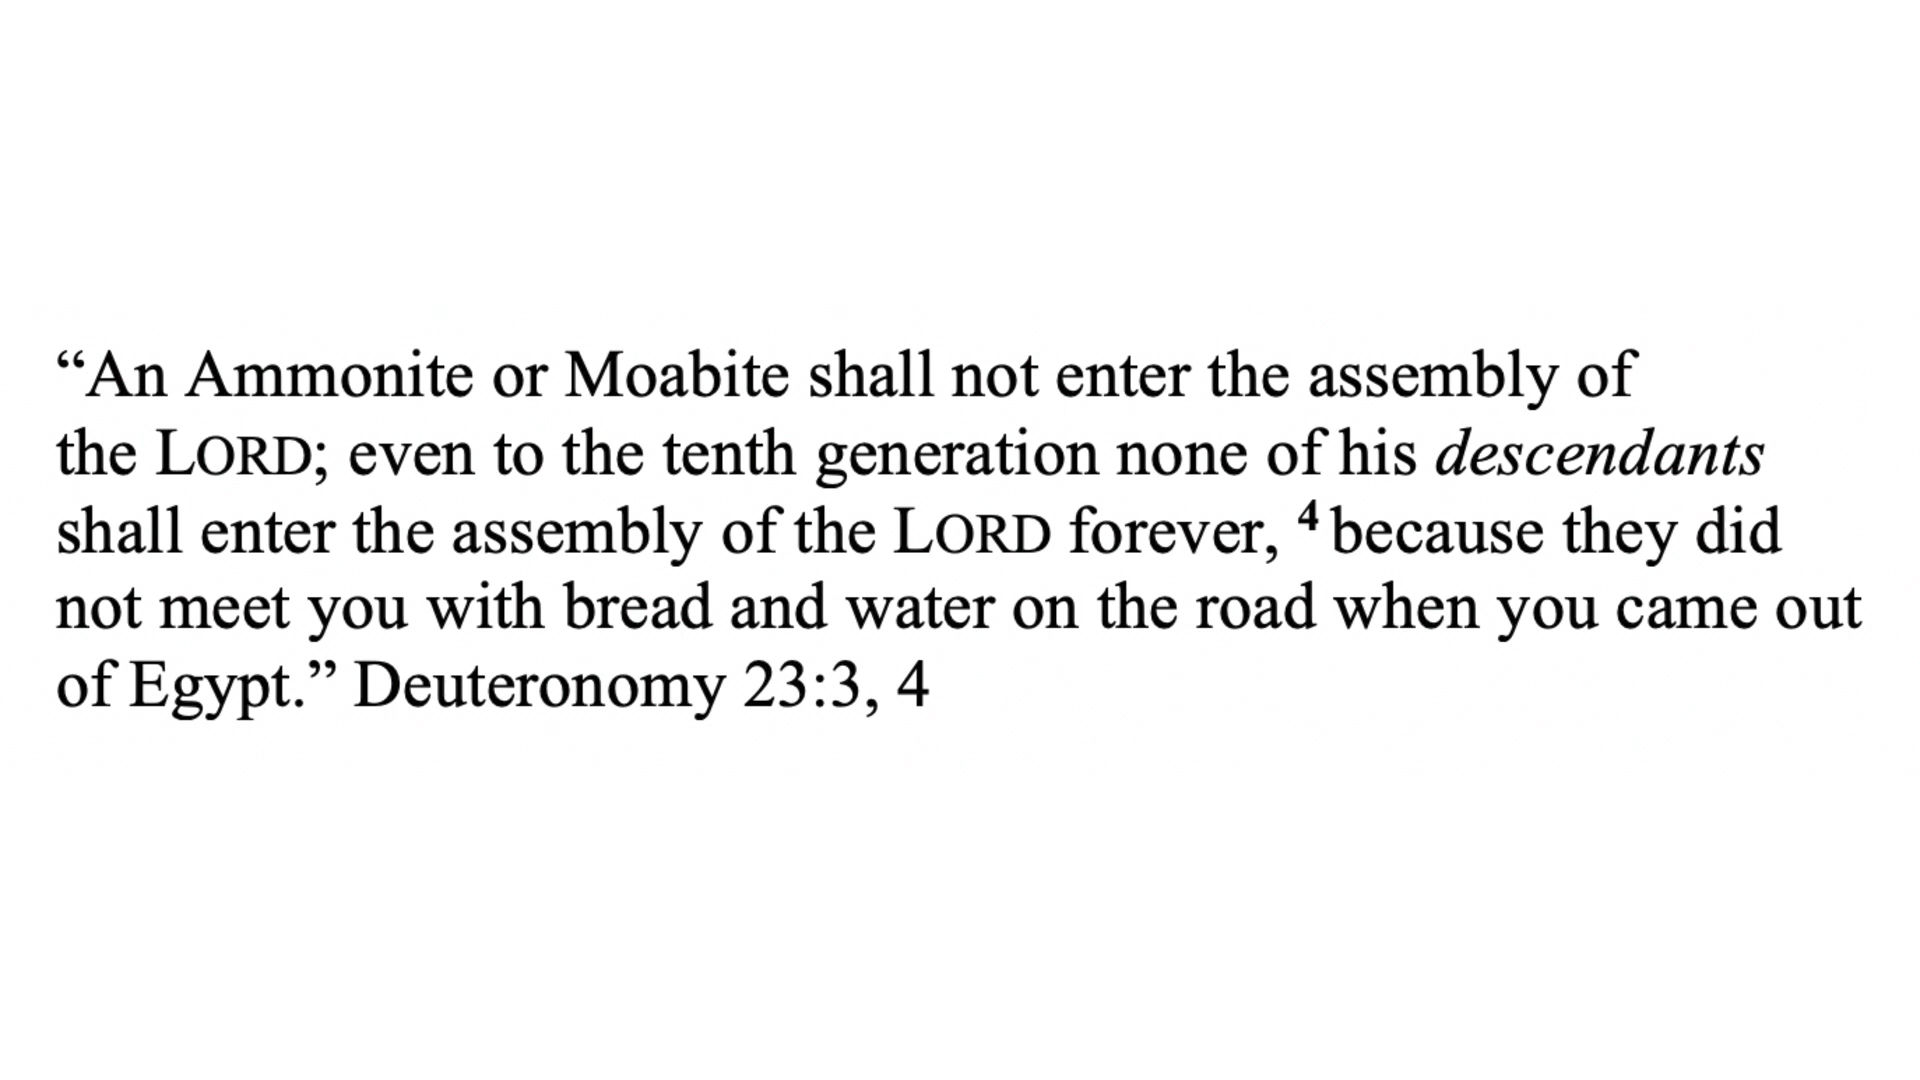 “An Ammonite or Moabite shall not enter the assembly of
the LORD; even to the tenth generation none of his descendants
shall enter the assembly of the LORD forever, ⁴ because they did
not meet you with bread and water on the road when you came out
of Egypt.” Deuteronomy 23:3, 4